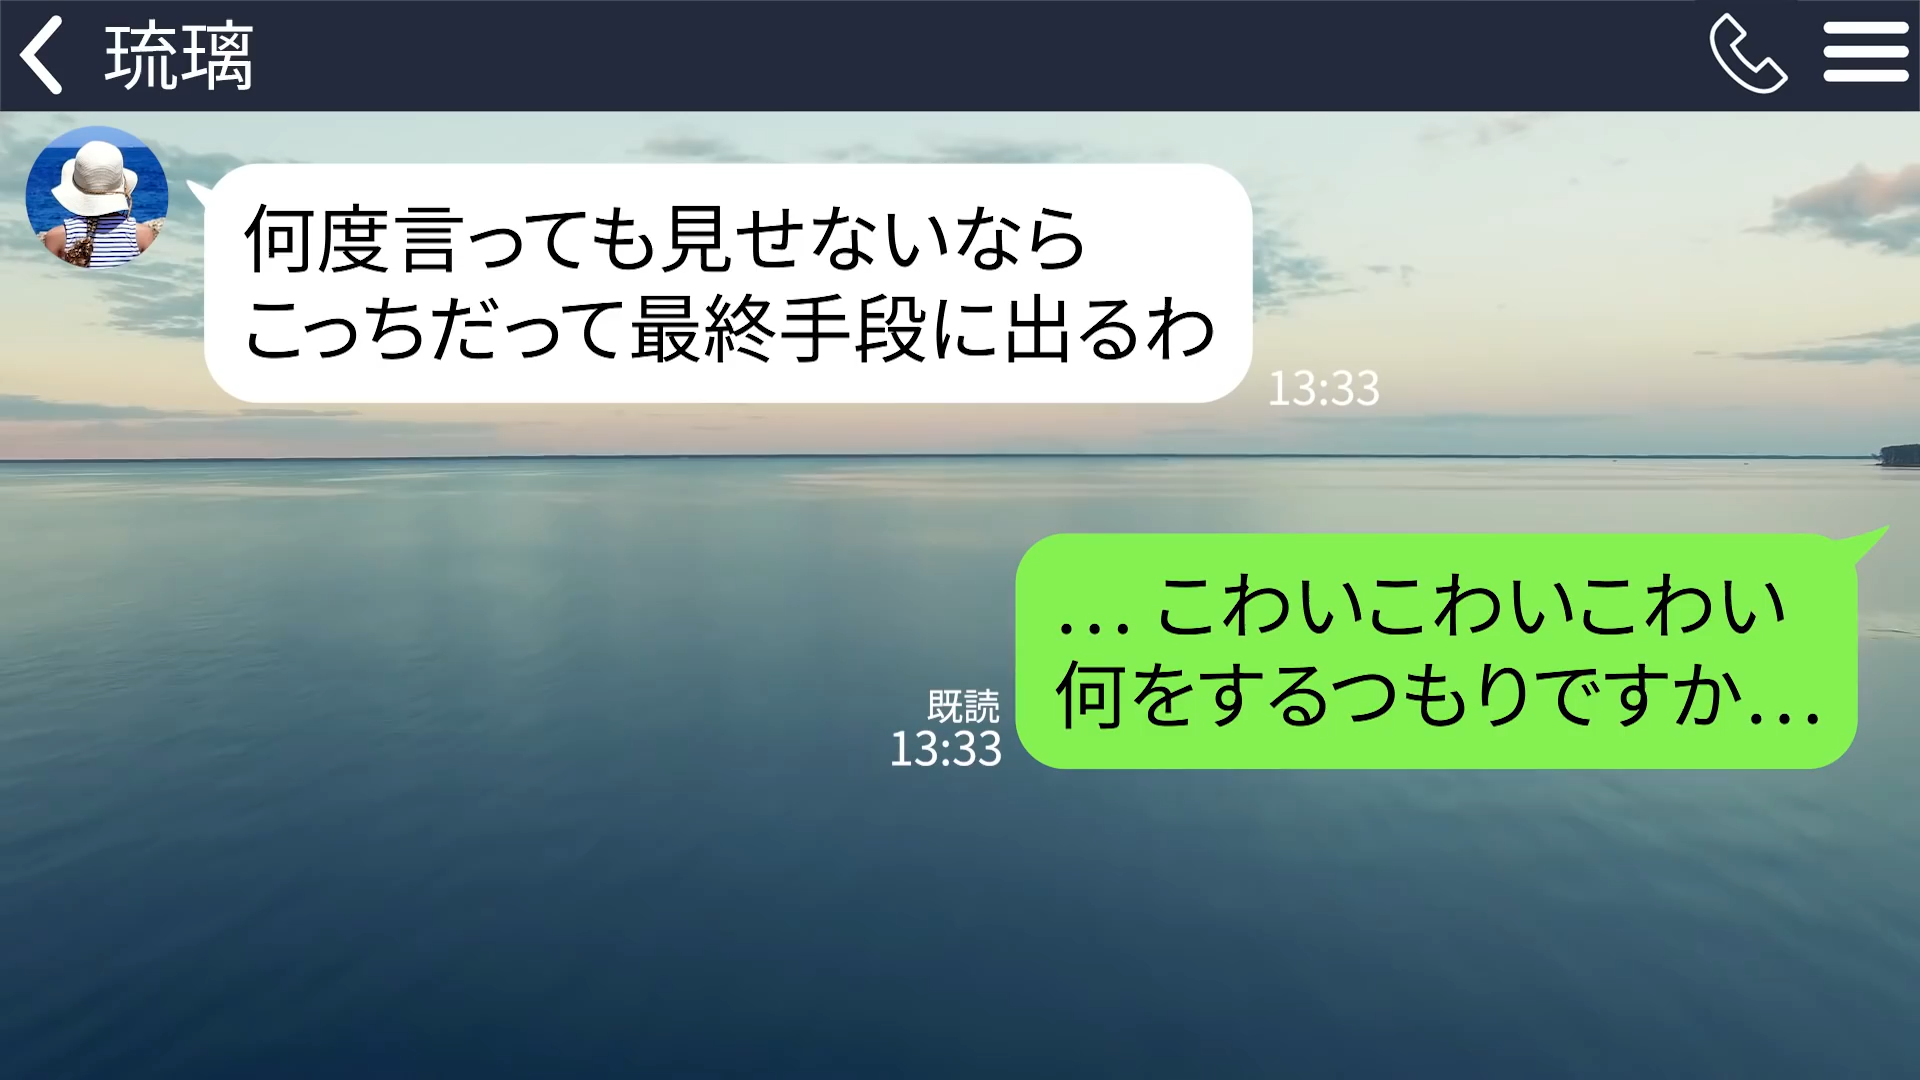 琉璃
何度言っても見せないなら
こっちだって最終手段に出るわ
13:33
…こわいこわいこわい
何をするつもりですか…
既読
13:33